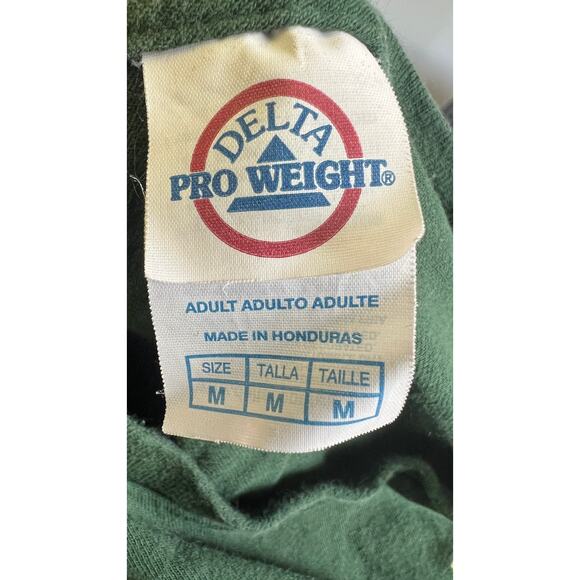 DELTA
PRO WEIGHT®
ADULT ADULTO ADULTE
MADE IN HONDURAS
SIZE TALLA TAILLE
M M M